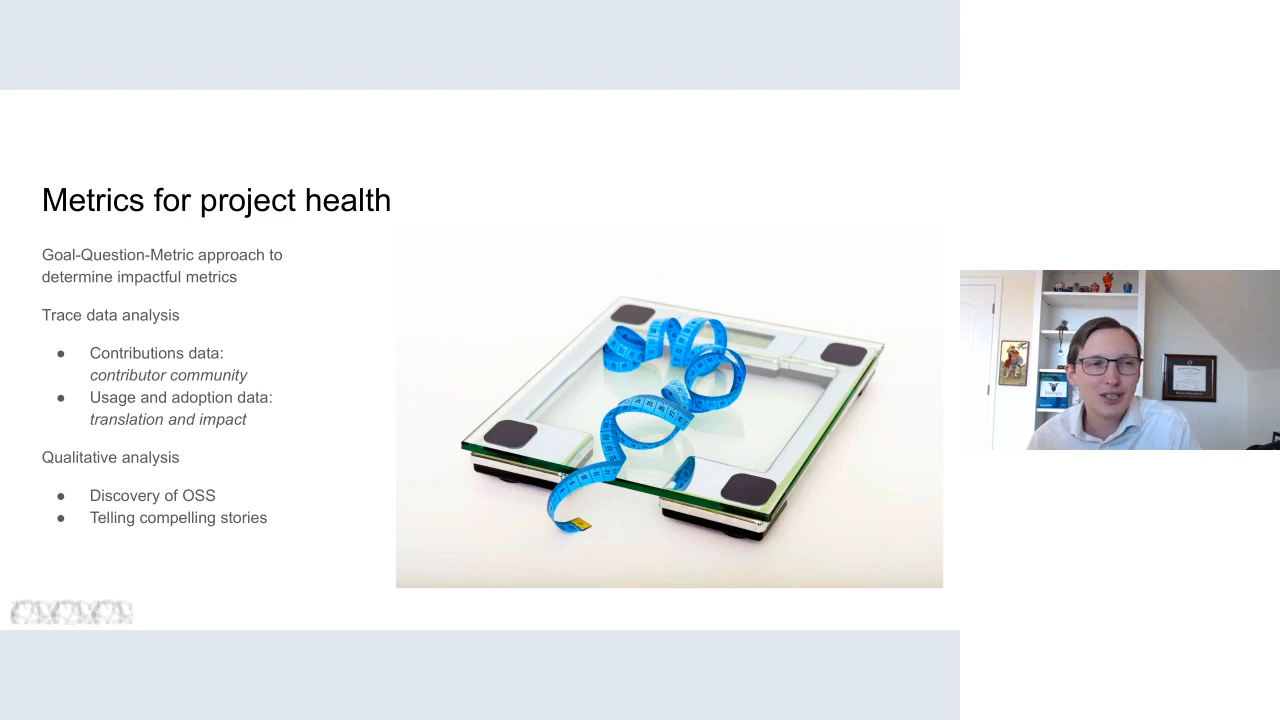 Metrics for project health
Goal-Question-Metric approach to
determine impactful metrics
Trace data analysis
● Contributions data:
contributor community
● Usage and adoption data:
translation and impact
Qualitative analysis
● Discovery of OSS
● Telling compelling stories